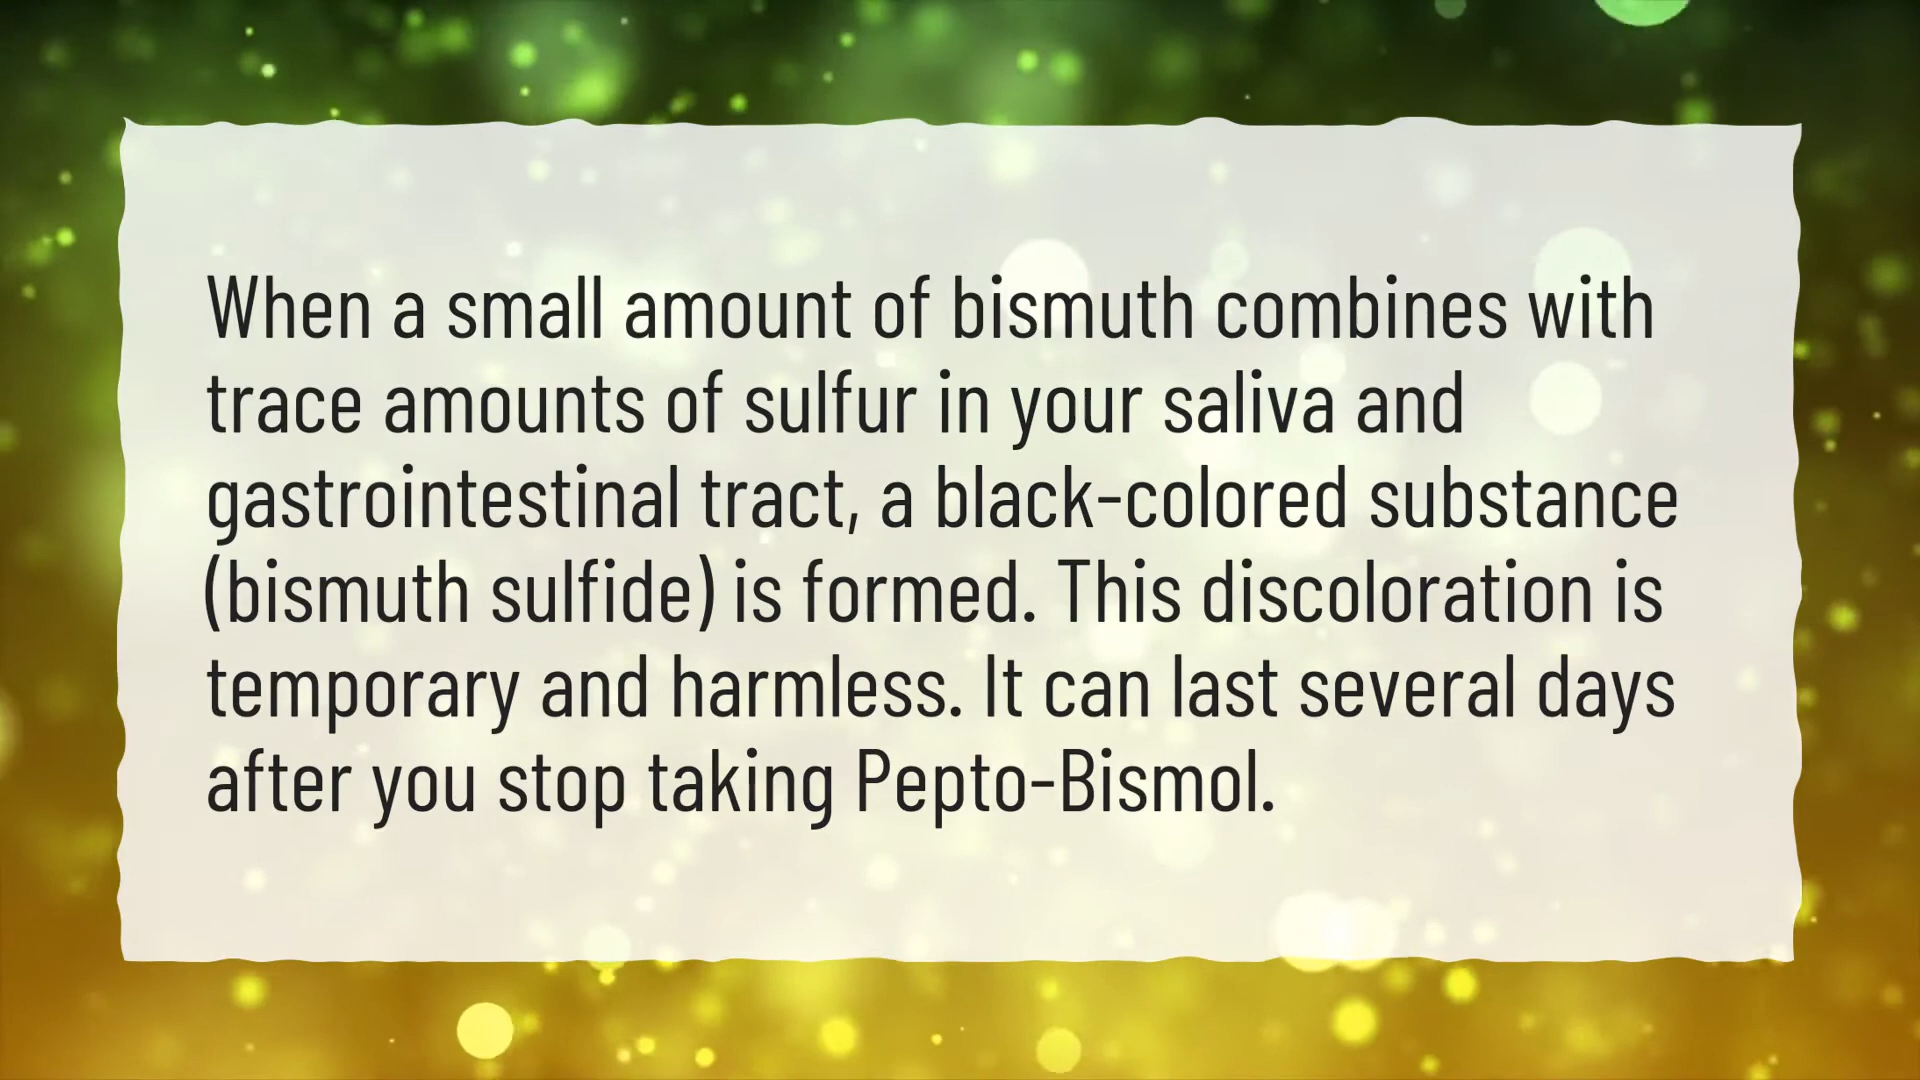 When a small amount of bismuth combines with
trace amounts of sulfur in your saliva and
gastrointestinal tract, a black-colored substance
(bismuth sulfide) is formed. This discoloration is
temporary and harmless. It can last several days
after you stop taking Pepto-Bismol.